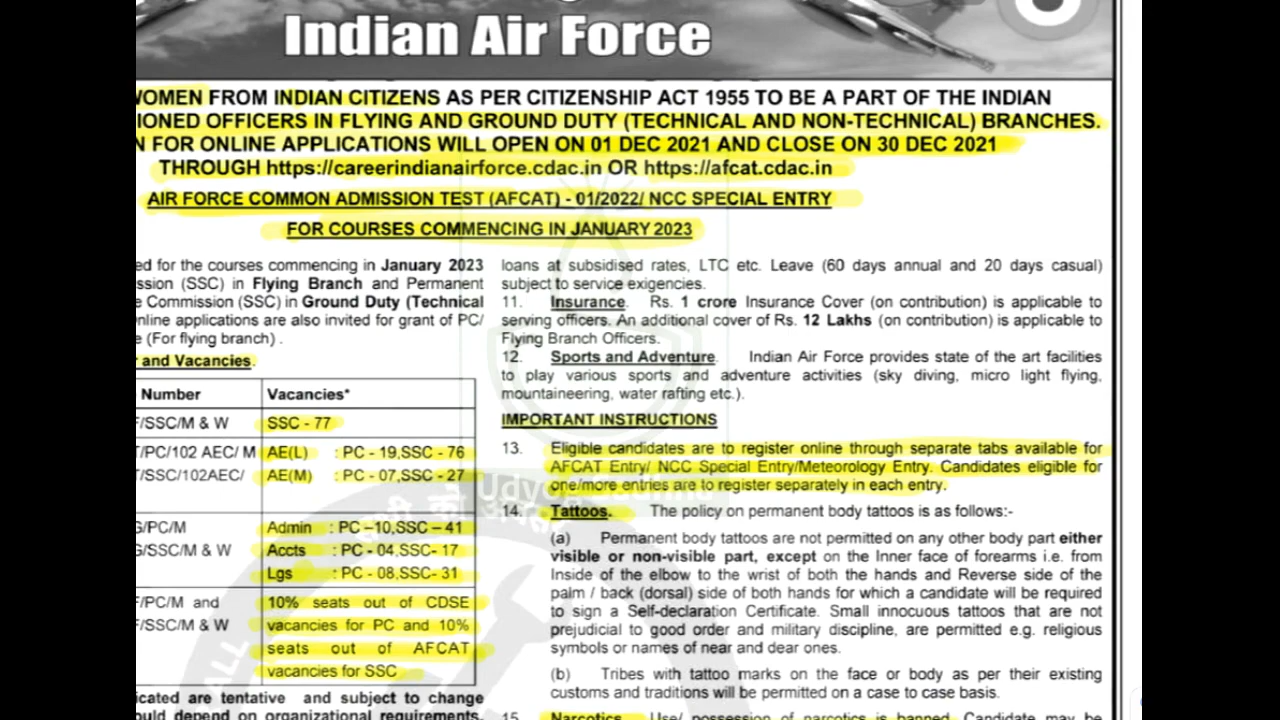 Indian Air Force
WOMEN FROM INDIAN CITIZENS AS PER CITIZENSHIP ACT 1955 TO BE A PART OF THE INDIAN
IONED OFFICERS IN FLYING AND GROUND DUTY (TECHNICAL AND NON-TECHNICAL) BRANCHES.
N FOR ONLINE APPLICATIONS WILL OPEN ON 01 DEC 2021 AND CLOSE ON 30 DEC 2021
THROUGH https://careerindianairforce.cdac.in OR https://afcat.cdac.in
AIR FORCE COMMON ADMISSION TEST (AFCAT) - 01/2022/ NCC SPECIAL ENTRY
FOR COURSES COMMENCING IN JANUARY 2023
ed for the courses commencing in January 2023
ssion (SSC) in Flying Branch and Permanent
e Commission (SSC) in Ground Duty (Technical
nline applications are also invited for grant of PC/
e (For flying branch) .
r and Vacancies.
Number Vacancies*
F/SSC/M & W SSC - 77
T/PC/102 AEC/ M AE(L) : PC - 19,SSC - 76
T/SSC/102AEC/ AE(M) : PC - 07,SSC - 27
G/PC/M Admin : PC –10,SSC – 41
G/SSC/M & W Accts : PC - 04,SSC- 17
Lgs : PC - 08,SSC- 31
F/PC/M and 10% seats out of CDSE
F/SSC/M & W vacancies for PC and 10%
seats out of AFCAT
vacancies for SSC
icated are tentative and subject to change
ould depend on organizational requirements.
loans at subsidised rates, LTC etc. Leave (60 days annual and 20 days casual)
subject to service exigencies.
11. Insurance. Rs. 1 crore Insurance Cover (on contribution) is applicable to
serving officers. An additional cover of Rs. 12 Lakhs (on contribution) is applicable to
Flying Branch Officers.
12. Sports and Adventure. Indian Air Force provides state of the art facilities
to play various sports and adventure activities (sky diving, micro light flying,
mountaineering, water rafting etc.).
IMPORTANT INSTRUCTIONS
13. Eligible candidates are to register online through separate tabs available for
AFCAT Entry/ NCC Special Entry/Meteorology Entry. Candidates eligible for
one/more entries are to register separately in each entry.
14. Tattoos. The policy on permanent body tattoos is as follows:-
(a) Permanent body tattoos are not permitted on any other body part either
visible or non-visible part, except on the Inner face of forearms i.e. from
Inside of the elbow to the wrist of both the hands and Reverse side of the
palm / back (dorsal) side of both hands for which a candidate will be required
to sign a Self-declaration Certificate. Small innocuous tattoos that are not
prejudicial to good order and military discipline, are permitted e.g. religious
symbols or names of near and dear ones.
(b) Tribes with tattoo marks on the face or body as per their existing
customs and traditions will be permitted on a case to case basis.
15. Narcotics. Use/ possession of narcotics is banned. Candidate may be